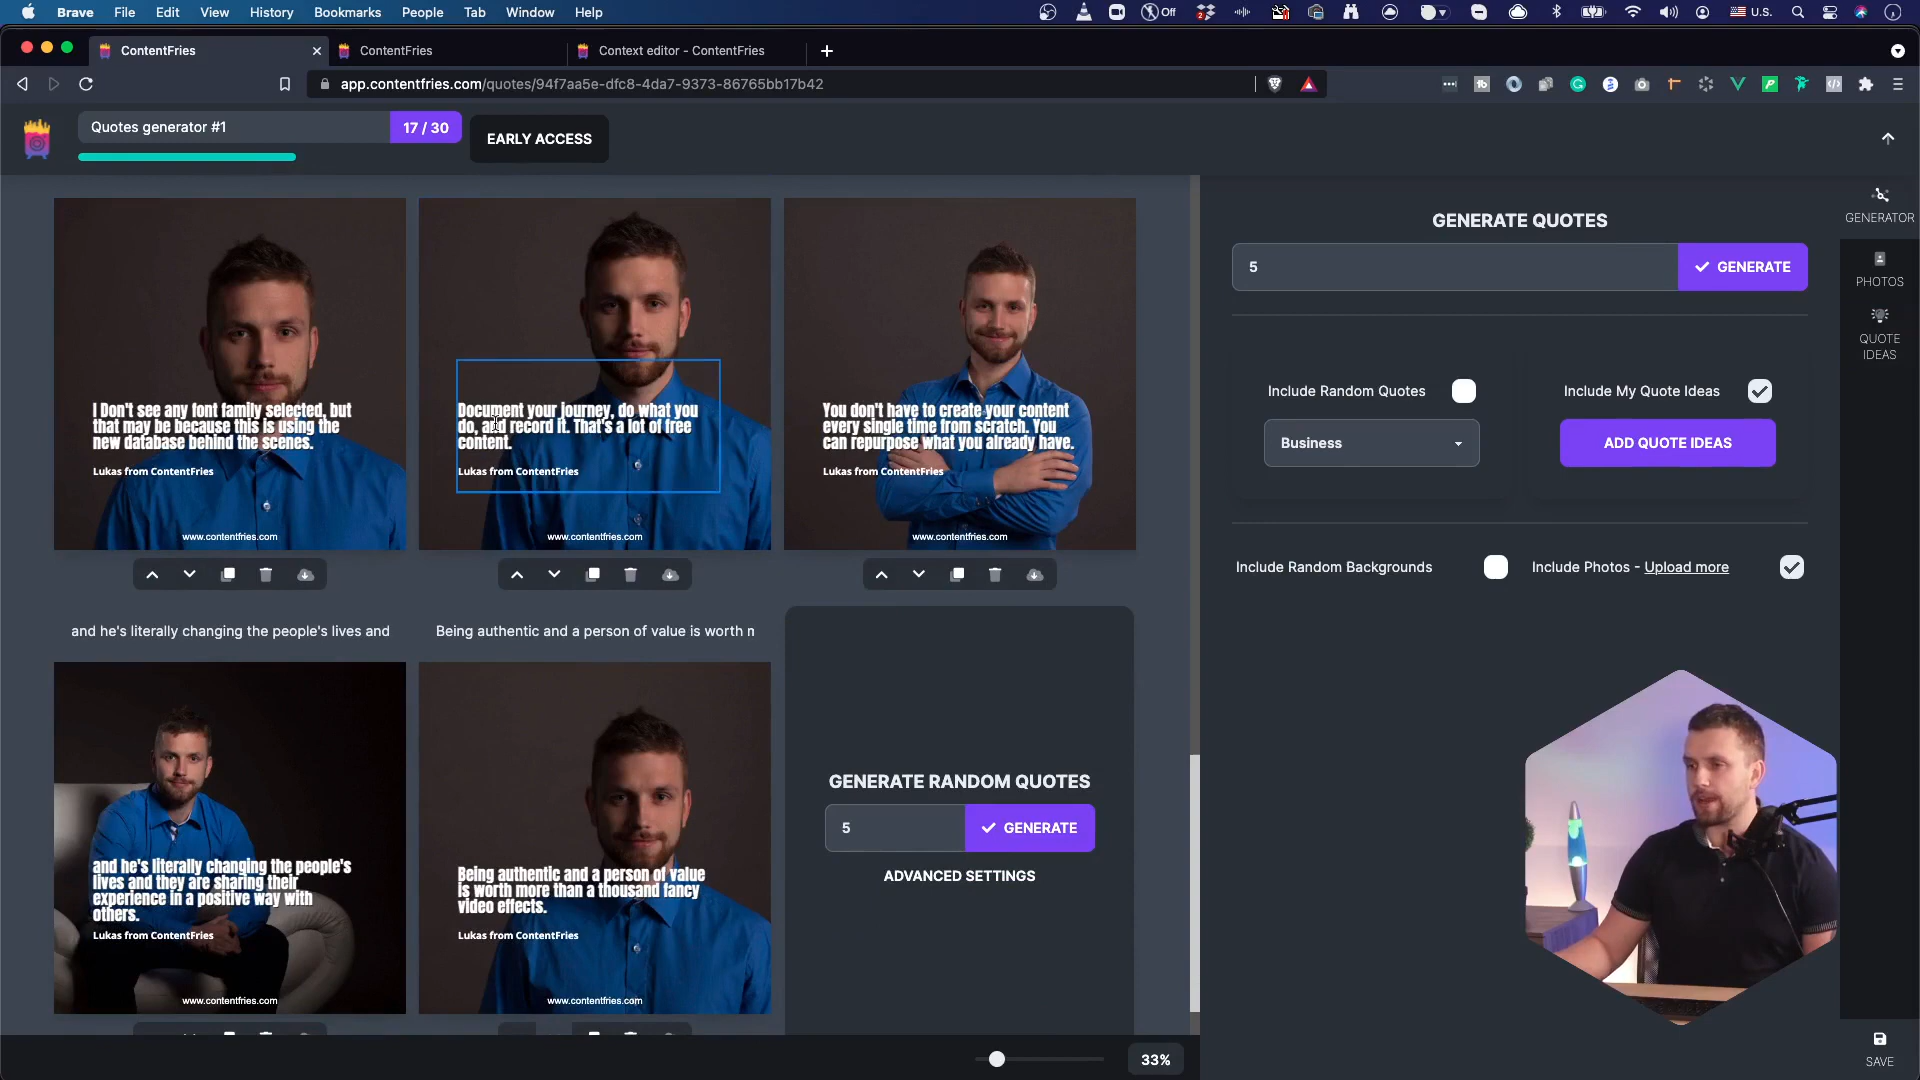 Brave File Edit View History Bookmarks People Tab Window Help
Off
2
U.S.
ContentFries
ContentFries
Context editor - ContentFries
app.contentfries.com/quotes/94f7aa5e-dfc8-4da7-9373-86765bb17b42
Quotes generator #1
17 / 30
EARLY ACCESS
I Don't see any font family selected, but
that may be because this is using the
new database behind the scenes.
Lukas from ContentFries
www.contentfries.com
Document your journey, do what you
do, and record it. That's a lot of free
content.
Lukas from ContentFries
www.contentfries.com
You don't have to create your content
every single time from scratch. You
can repurpose what you already have.
Lukas from ContentFries
www.contentfries.com
and he's literally changing the people's lives and
Being authentic and a person of value is worth n
and he's literally changing the people's
lives and they are sharing their
experience in a positive way with
others.
Lukas from ContentFries
www.contentfries.com
Being authentic and a person of value
is worth more than a thousand fancy
video effects.
Lukas from ContentFries
www.contentfries.com
GENERATE RANDOM QUOTES
5
GENERATE
ADVANCED SETTINGS
33%
GENERATE QUOTES
5
GENERATE
Include Random Quotes
Include My Quote Ideas
Business
ADD QUOTE IDEAS
Include Random Backgrounds
Include Photos - Upload more
GENERATOR
PHOTOS
QUOTE
IDEAS
SAVE